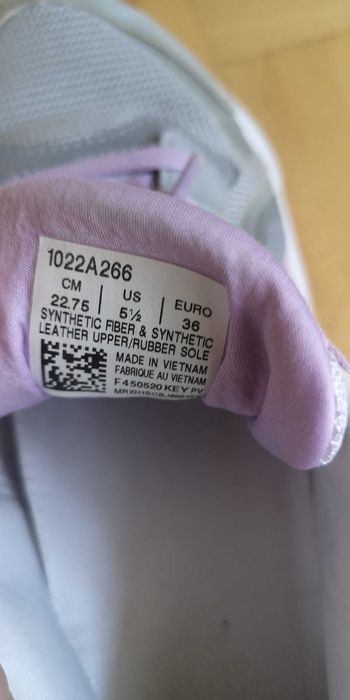 1022A266
CM | US | EURO
22.75 | 5½ | 36
SYNTHETIC FIBER & SYNTHETIC
LEATHER UPPER/RUBBER SOLE
MADE IN VIETNAM
FABRIQUE AU VIETNAM
F450520 KEY PV